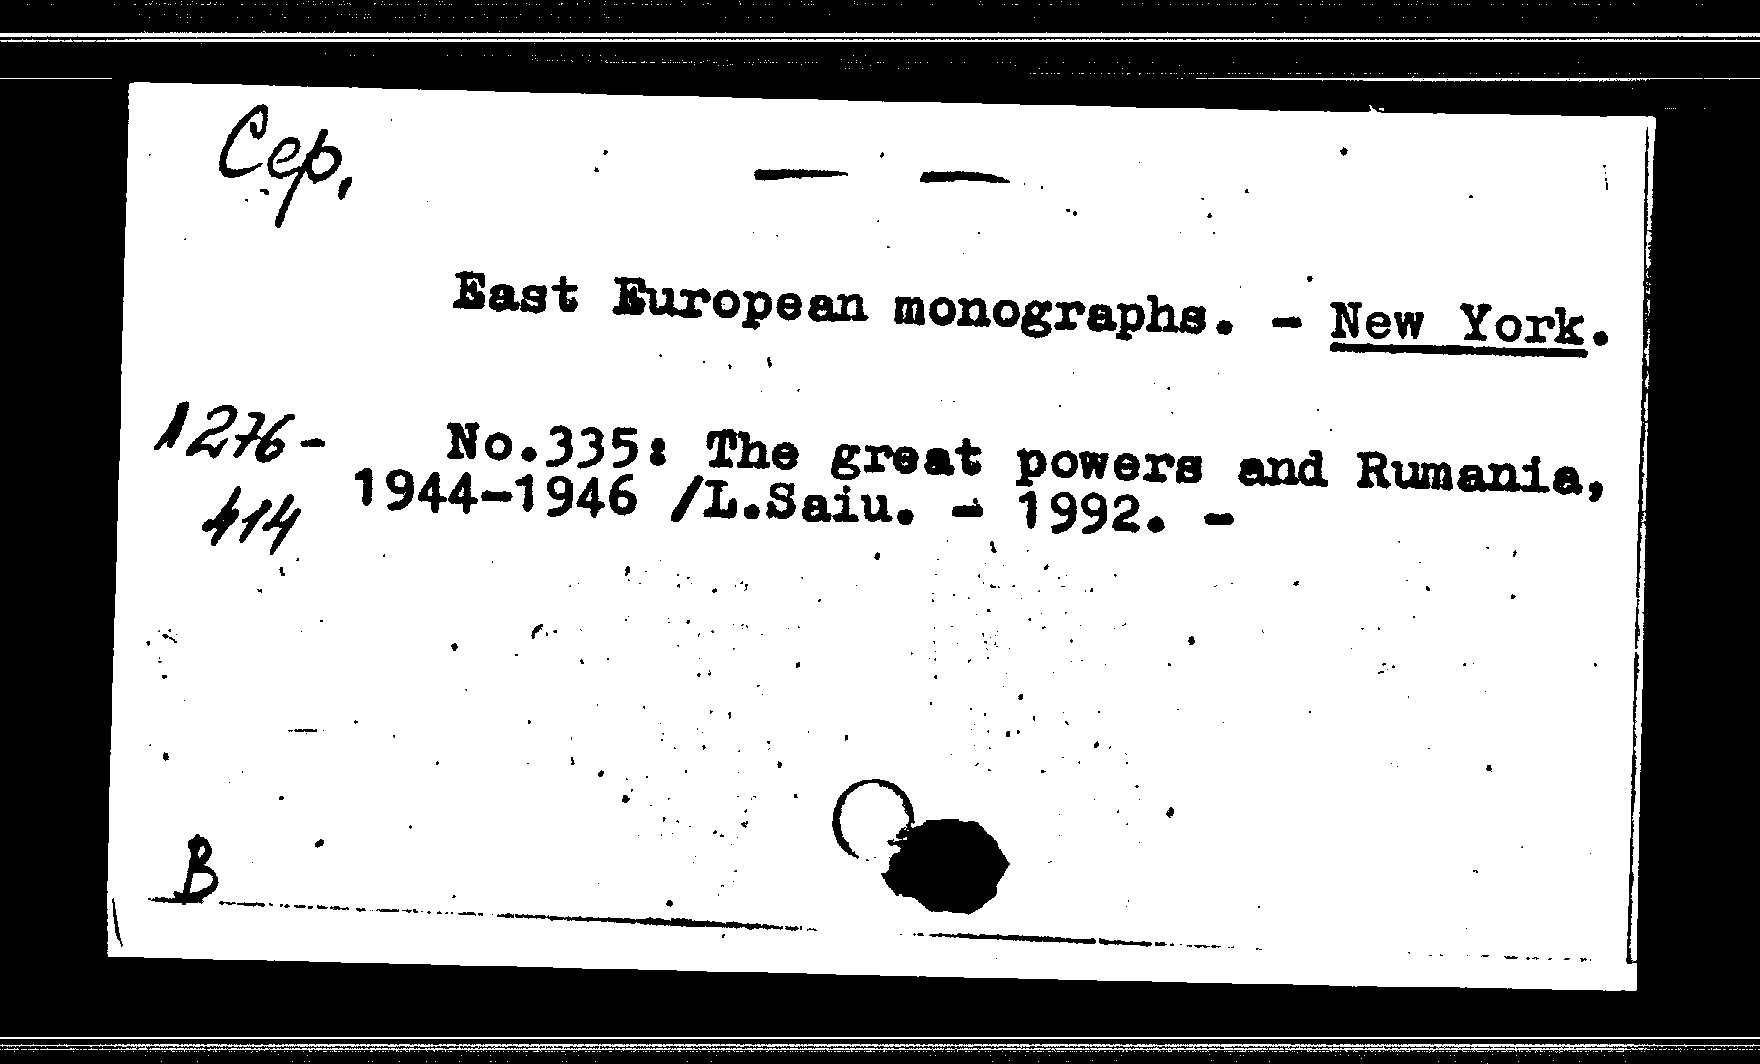 Сер.
East European monographs. - New York.
1276-
414
No.335: The great powers and Rumania,
1944-1946 /L.Saiu. - 1992. -
В